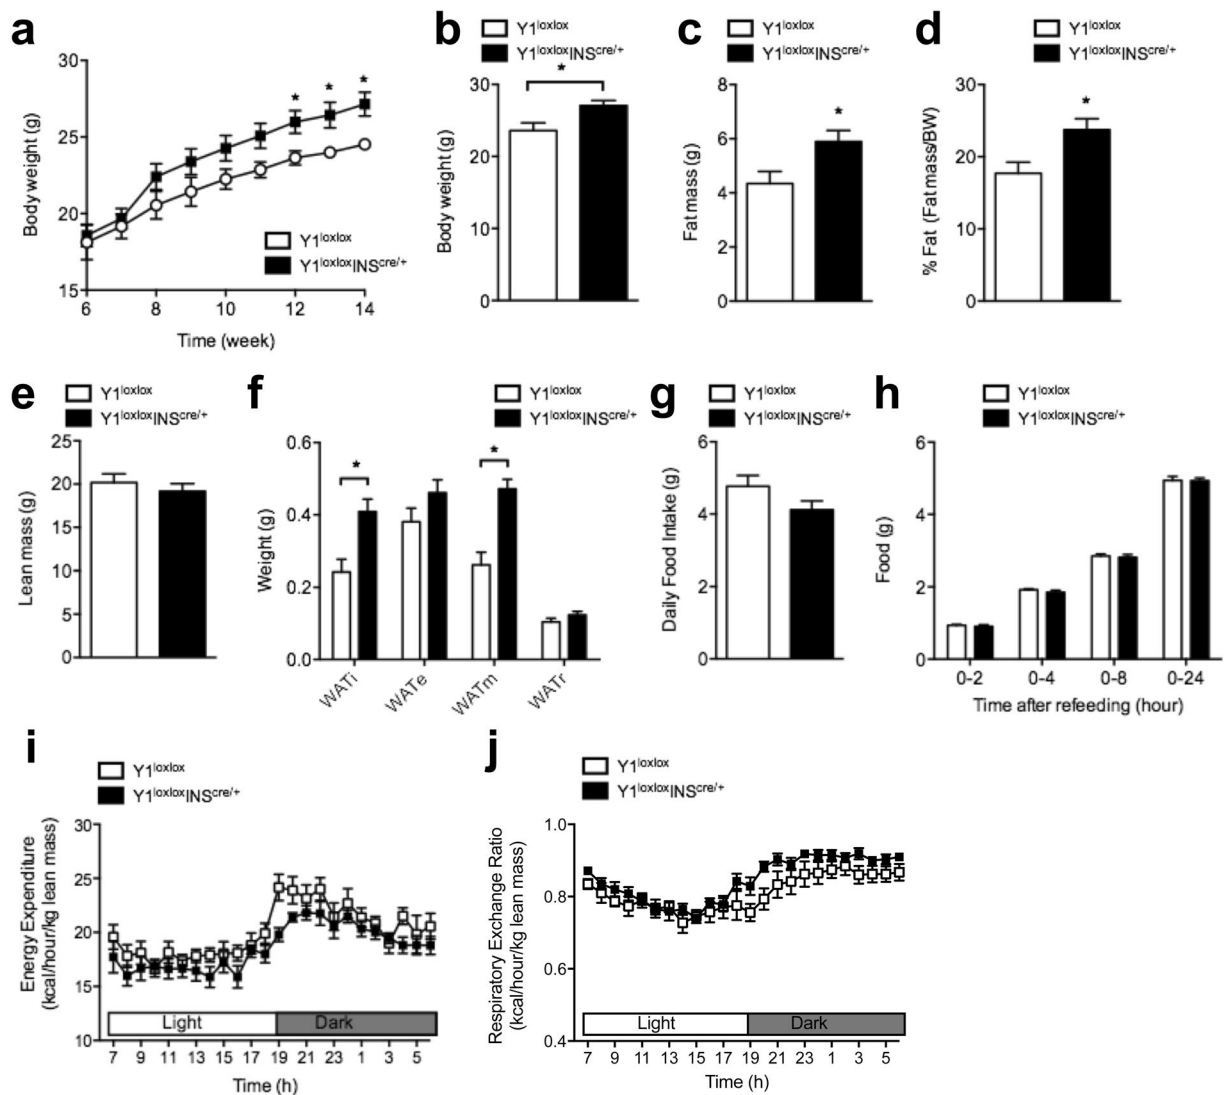 a
Y1loxlox
Y1loxloxINScre/+
Body weight (g)
30
25
20
15
6 8 10 12 14
* * *
Time (week)
b
Y1loxlox
Y1loxloxINScre/+
Body weight (g)
30
20
10
0
*
c
Y1loxlox
Y1loxloxINScre/+
Fat mass (g)
8
6
4
2
0
*
d
Y1loxlox
Y1loxloxINScre/+
% Fat (Fat mass/BW)
30
20
10
0
*
e
Y1loxlox
Y1loxloxINScre/+
Lean mass (g)
25
20
15
10
5
0
f
Y1loxlox
Y1loxloxINScre/+
Weight (g)
0.6
0.4
0.2
0.0
* *
WATi WATe WATm WATr
g
Y1loxlox
Y1loxloxINScre/+
Daily Food Intake (g)
6
4
2
0
h
Y1loxlox
Y1loxloxINScre/+
Food (g)
6
4
2
0
0-2 0-4 0-8 0-24
Time after refeeding (hour)
i
Y1loxlox
Y1loxloxINScre/+
Energy Expenditure
(kcal/hour/kg lean mass)
30
25
20
15
10
Light Dark
7 9 11 13 15 17 19 21 23 1 3 5
Time (h)
j
Y1loxlox
Y1loxloxINScre/+
Respiratory Exchange Ratio
(kcal/hour/kg lean mass)
1.0
0.8
0.6
0.4
Light Dark
7 9 11 13 15 17 19 21 23 1 3 5
Time (h)